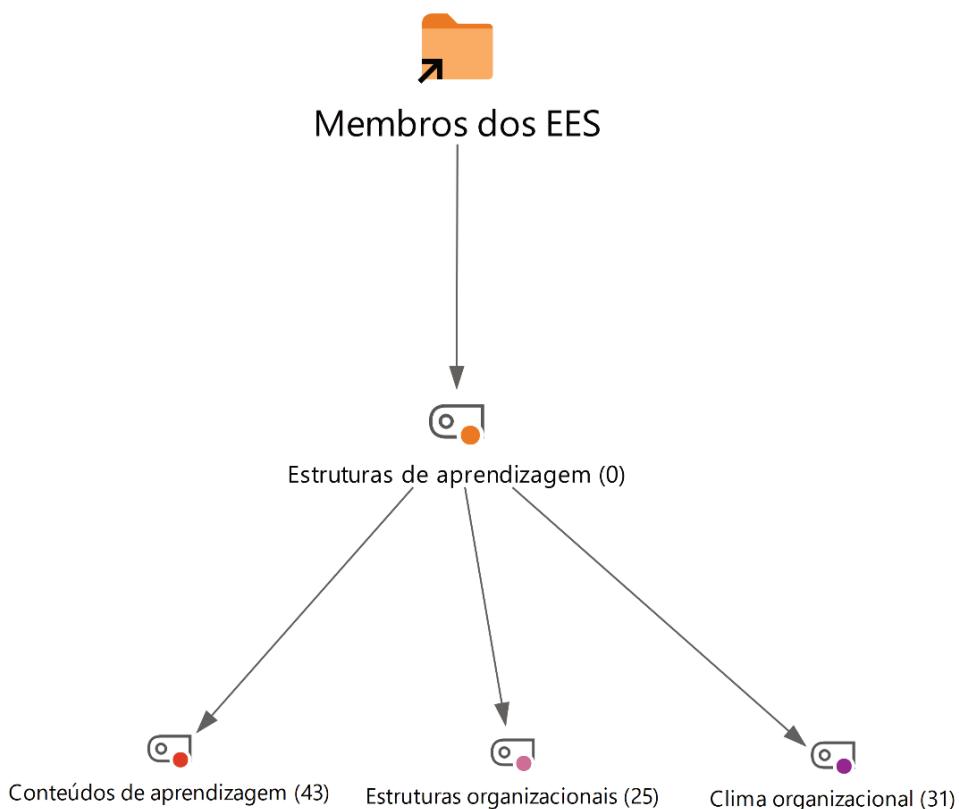 Membros dos EES
Estruturas de aprendizagem (0)
Conteúdos de aprendizagem (43)
Estruturas organizacionais (25)
Clima organizacional (31)